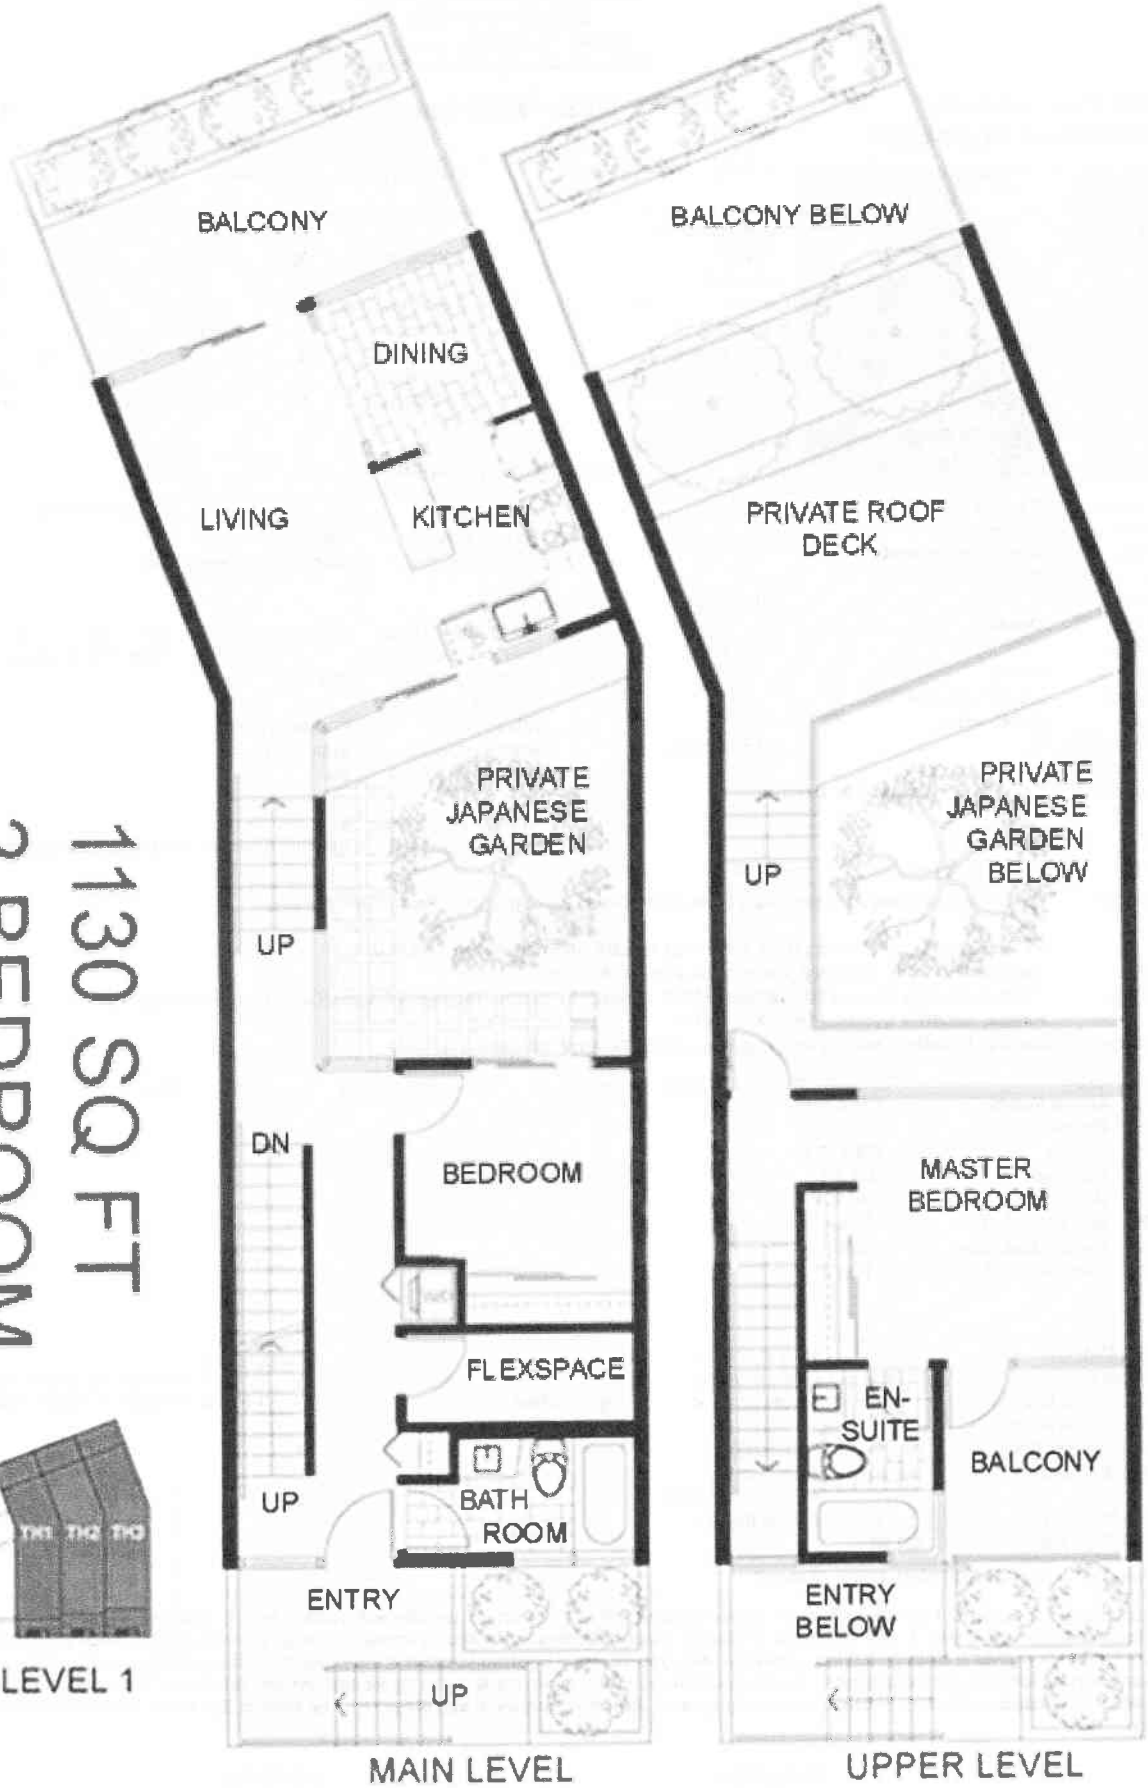 BALCONY
DINING
LIVING
KITCHEN
PRIVATE
JAPANESE
GARDEN
UP
DN
BEDROOM
FLEXSPACE
BATH
ROOM
UP
ENTRY
UP
MAIN LEVEL
BALCONY BELOW
PRIVATE ROOF
DECK
PRIVATE
JAPANESE
GARDEN
BELOW
UP
MASTER
BEDROOM
EN-
SUITE
BALCONY
ENTRY
BELOW
UPPER LEVEL
1130 SQ FT
BEDROOM
TH1 TH2 TH3
LEVEL 1